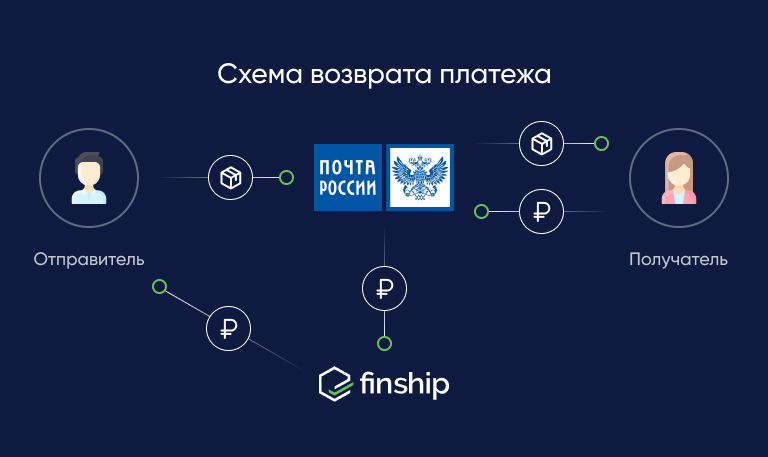 Схема возврата платежа
ПОЧТА
РОССИИ
Отправитель
Получатель
finship